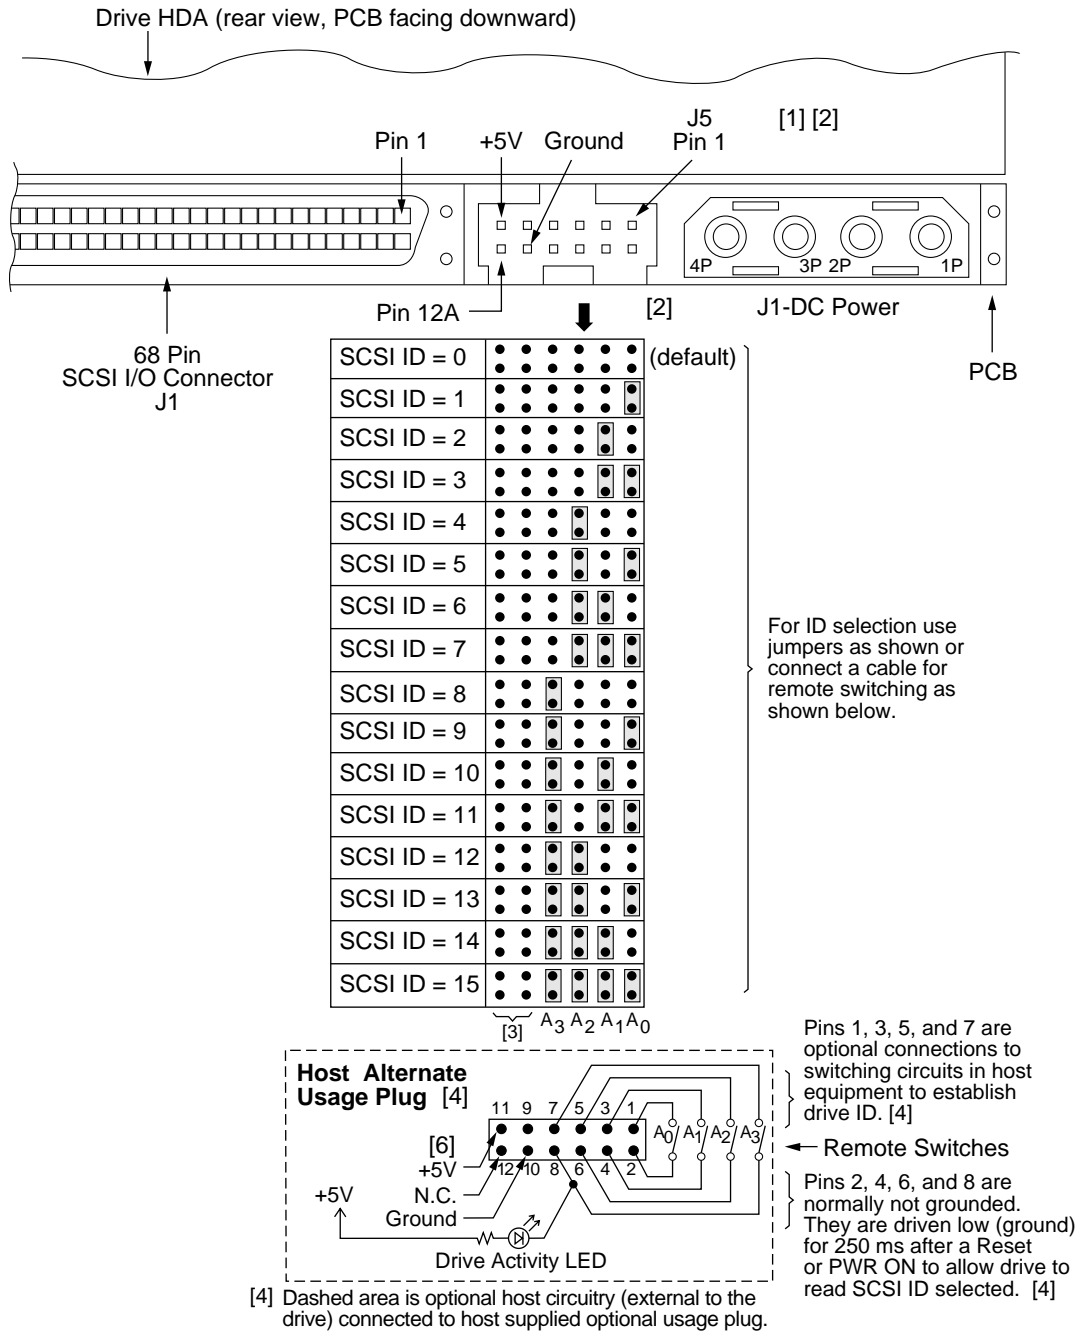 Drive HDA (rear view, PCB facing downward)
J5 [1] [2]
Pin 1 +5V Ground Pin 1
4P 3P 2P 1P
Pin 12A [2] J1-DC Power
68 Pin
SCSI I/O Connector
J1
PCB
SCSI ID = 0 (default)
SCSI ID = 1
SCSI ID = 2
SCSI ID = 3
SCSI ID = 4
SCSI ID = 5
SCSI ID = 6
SCSI ID = 7
SCSI ID = 8
SCSI ID = 9
SCSI ID = 10
SCSI ID = 11
SCSI ID = 12
SCSI ID = 13
SCSI ID = 14
SCSI ID = 15
For ID selection use
jumpers as shown or
connect a cable for
remote switching as
shown below.
[3] A3 A2 A1 A0
Host Alternate
Usage Plug [4]
11 9 7 5 3 1
A0 A1 A2 A3
[6]
+5V
12 10 8 6 4 2
N.C.
Ground
+5V
Drive Activity LED
Pins 1, 3, 5, and 7 are
optional connections to
switching circuits in host
equipment to establish
drive ID. [4]
Remote Switches
Pins 2, 4, 6, and 8 are
normally not grounded.
They are driven low (ground)
for 250 ms after a Reset
or PWR ON to allow drive to
read SCSI ID selected. [4]
[4] Dashed area is optional host circuitry (external to the
drive) connected to host supplied optional usage plug.